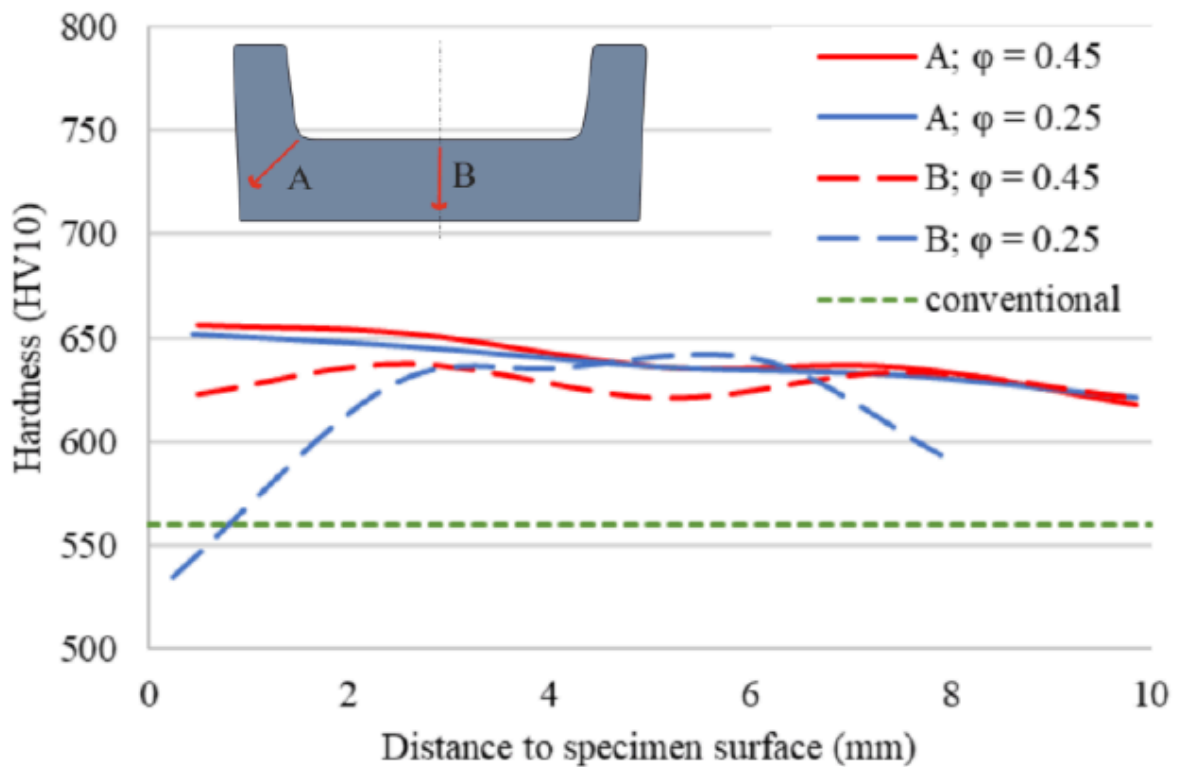 800
750
700
650
600
550
500
Hardness (HV10)
A
B
A; φ = 0.45
A; φ = 0.25
B; φ = 0.45
B; φ = 0.25
conventional
0 2 4 6 8 10
Distance to specimen surface (mm)